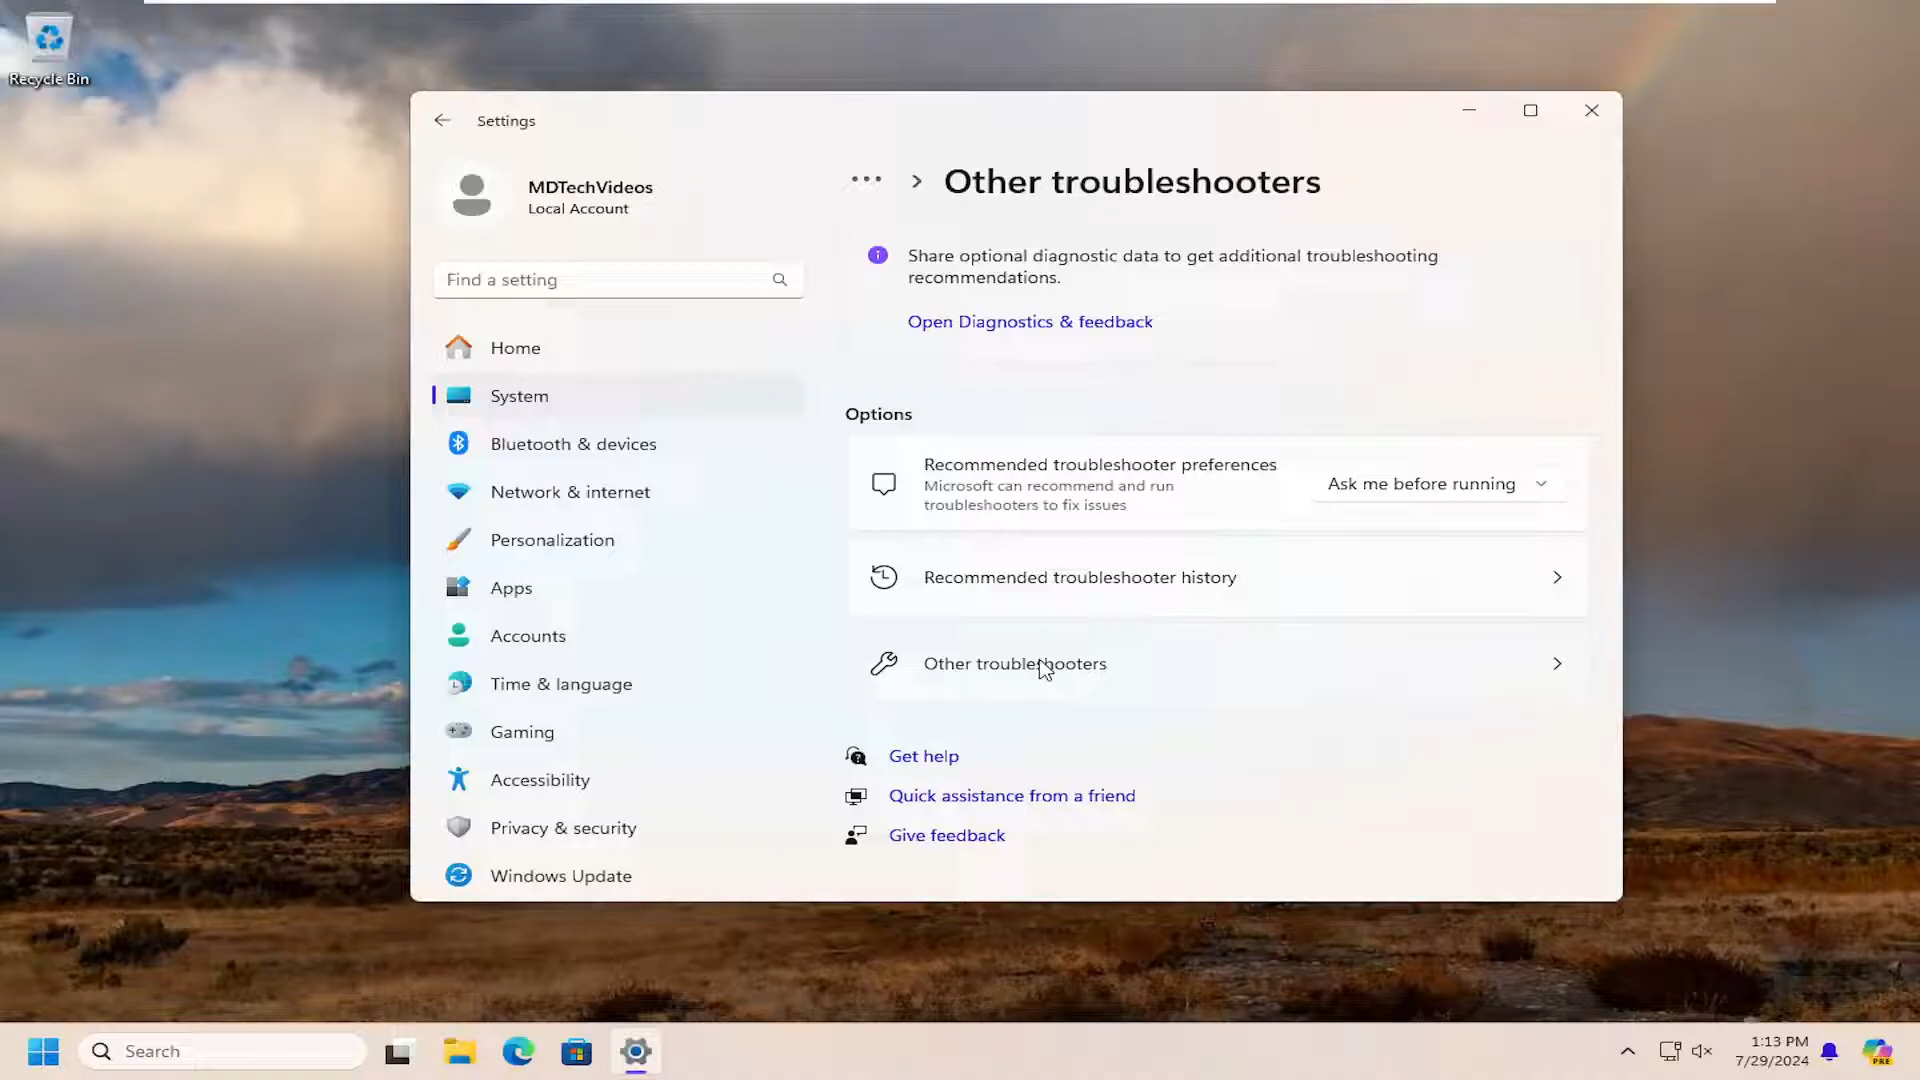 Recycle Bin
Settings
MDTechVideos
Local Account
Find a setting
Home
System
Bluetooth & devices
Network & internet
Personalization
Apps
Accounts
Time & language
Gaming
Accessibility
Privacy & security
Windows Update
Other troubleshooters
Share optional diagnostic data to get additional troubleshooting
recommendations.
Open Diagnostics & feedback
Options
Recommended troubleshooter preferences
Microsoft can recommend and run
troubleshooters to fix issues
Ask me before running
Recommended troubleshooter history
Other troubleshooters
Get help
Quick assistance from a friend
Give feedback
Search
1:13 PM
7/29/2024
PRE